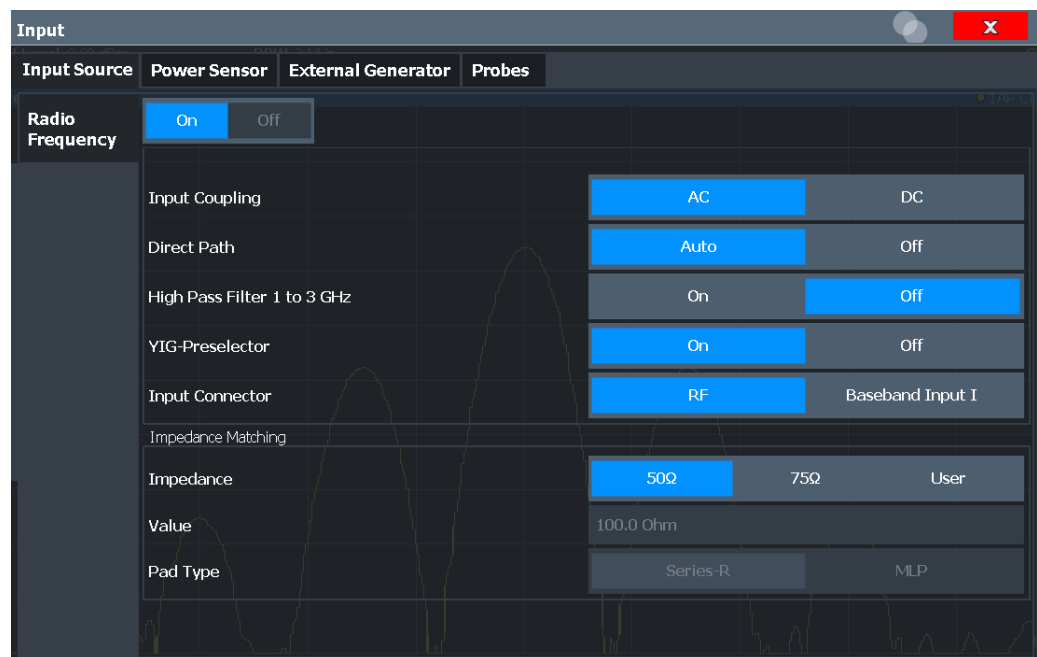 Input
X
Input Source Power Sensor External Generator Probes
1AP Cl
Radio
Frequency
On Off
Input Coupling AC DC
Direct Path Auto Off
High Pass Filter 1 to 3 GHz On Off
YIG-Preselector On Off
Input Connector RF Baseband Input I
Impedance Matching
Impedance 50Ω 75Ω User
Value 100.0 Ohm
Pad Type Series-R MLP